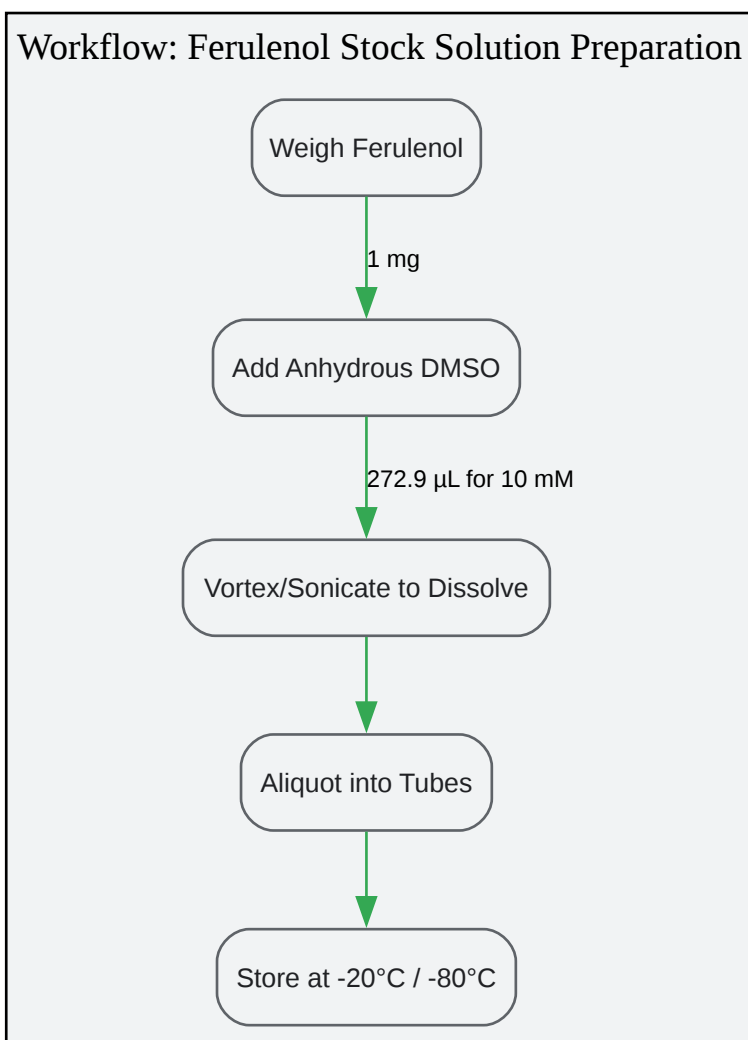 Workflow: Ferulenol Stock Solution Preparation
Weigh Ferulenol
1 mg
Add Anhydrous DMSO
272.9 µL for 10 mM
Vortex/Sonicate to Dissolve
Aliquot into Tubes
Store at -20°C / -80°C